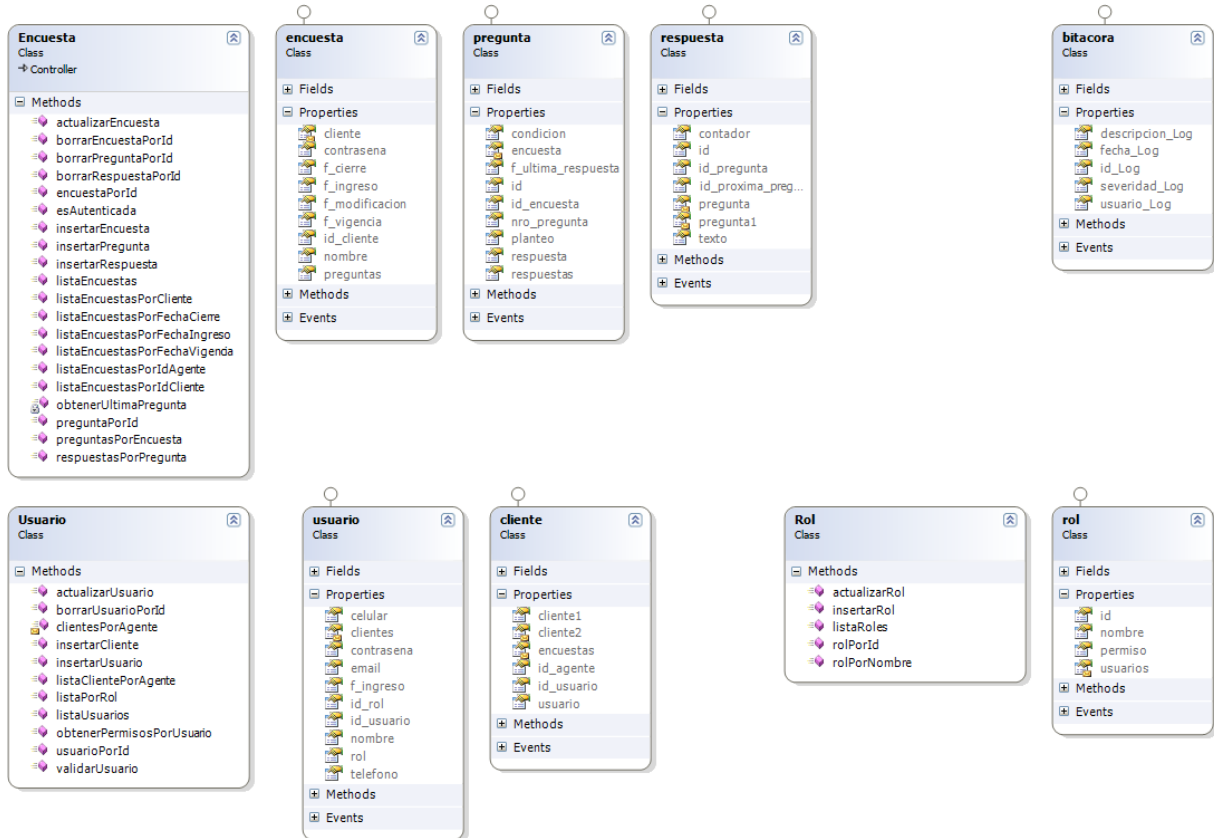 Encuesta
Class
Controller
Methods
actualizarEncuesta
borrarEncuestaPorId
borrarPreguntaPorId
borrarRespuestaPorId
encuestaPorId
esAutenticada
insertarEncuesta
insertarPregunta
insertarRespuesta
listaEncuestas
listaEncuestasPorCliente
listaEncuestasPorFechaCierre
listaEncuestasPorFechaIngreso
listaEncuestasPorFechaVigencia
listaEncuestasPorIdAgente
listaEncuestasPorIdCliente
obtenerUltimaPregunta
preguntaPorId
preguntasPorEncuesta
respuestasPorPregunta
encuesta
Class
Fields
Properties
cliente
contrasena
f_cierre
f_ingreso
f_modificacion
f_vigencia
id_cliente
nombre
preguntas
Methods
Events
pregunta
Class
Fields
Properties
condicion
encuesta
f_ultima_respuesta
id
id_encuesta
nro_pregunta
planteo
respuesta
respuestas
Methods
Events
respuesta
Class
Fields
Properties
contador
id
id_pregunta
id_proxima_preg...
pregunta
pregunta1
texto
Methods
Events
bitacora
Class
Fields
Properties
descripcion_Log
fecha_Log
id_Log
severidad_Log
usuario_Log
Methods
Events
Usuario
Class
Methods
actualizarUsuario
borrarUsuarioPorId
clientesPorAgente
insertarCliente
insertarUsuario
listaClientePorAgente
listaPorRol
listaUsuarios
obtenerPermisosPorUsuario
usuarioPorId
validarUsuario
usuario
Class
Fields
Properties
celular
clientes
contrasena
email
f_ingreso
id_rol
id_usuario
nombre
rol
telefono
Methods
Events
cliente
Class
Fields
Properties
cliente1
cliente2
encuestas
id_agente
id_usuario
usuario
Methods
Events
Rol
Class
Methods
actualizarRol
insertarRol
listaRoles
rolPorId
rolPorNombre
rol
Class
Fields
Properties
id
nombre
permiso
usuarios
Methods
Events